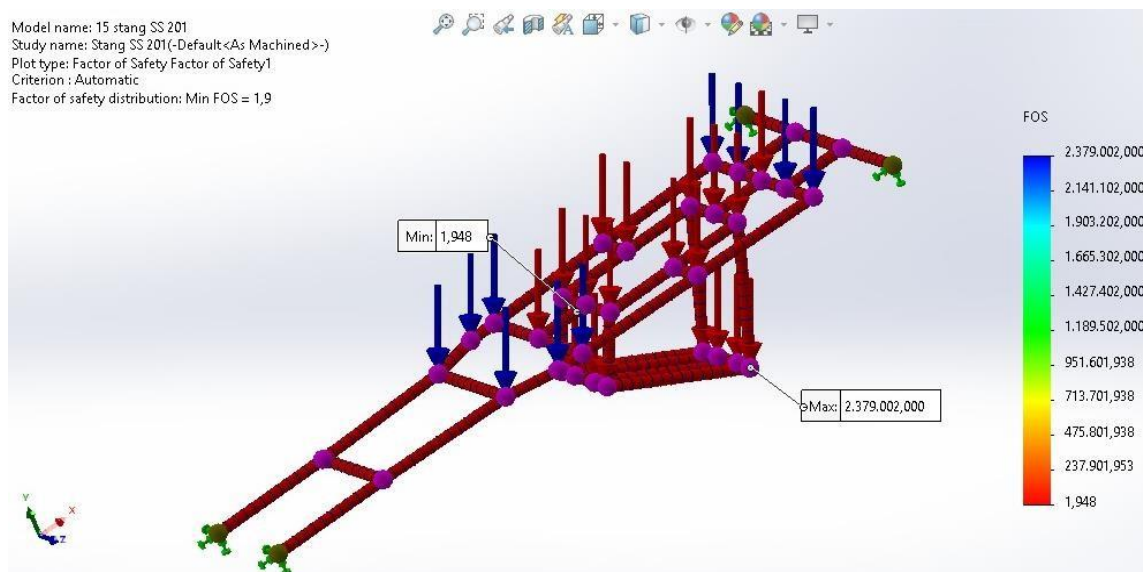 Model name: 15 stang SS 201
Study name: Stang SS 201(-Default<As Machined>-)
Plot type: Factor of Safety Factor of Safety1
Criterion : Automatic
Factor of safety distribution: Min FOS = 1,9
FOS
2.379.002,000
2.141.102,000
1.903.202,000
1.665.302,000
1.427.402,000
1.189.502,000
951.601,938
713.701,938
475.801,938
237.901,953
1,948
Min: 1,948
Max: 2.379.002,000
Y
X
Z